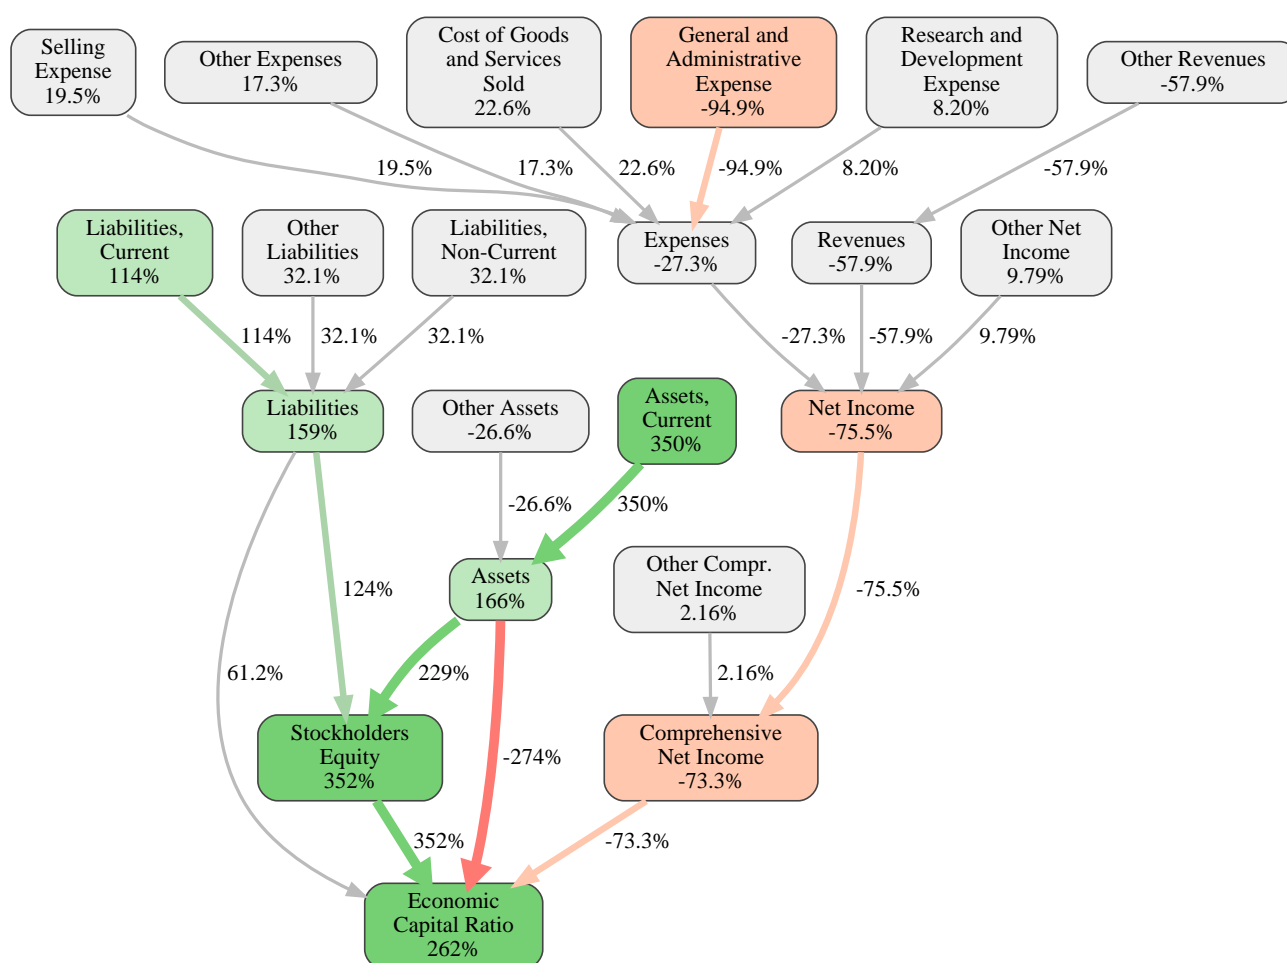 Selling
Expense
19.5%
Other Expenses
17.3%
Cost of Goods
and Services
Sold
22.6%
General and
Administrative
Expense
-94.9%
Research and
Development
Expense
8.20%
Other Revenues
-57.9%
19.5%
17.3%
22.6%
-94.9%
8.20%
-57.9%
Liabilities,
Current
114%
Other
Liabilities
32.1%
Liabilities,
Non-Current
32.1%
Expenses
-27.3%
Revenues
-57.9%
Other Net
Income
9.79%
114%
32.1%
32.1%
-27.3%
-57.9%
9.79%
Liabilities
159%
Other Assets
-26.6%
Assets,
Current
350%
Net Income
-75.5%
-26.6%
350%
Assets
166%
Other Compr.
Net Income
2.16%
124%
-75.5%
61.2%
229%
2.16%
Stockholders
Equity
352%
-274%
Comprehensive
Net Income
-73.3%
352%
-73.3%
Economic
Capital Ratio
262%